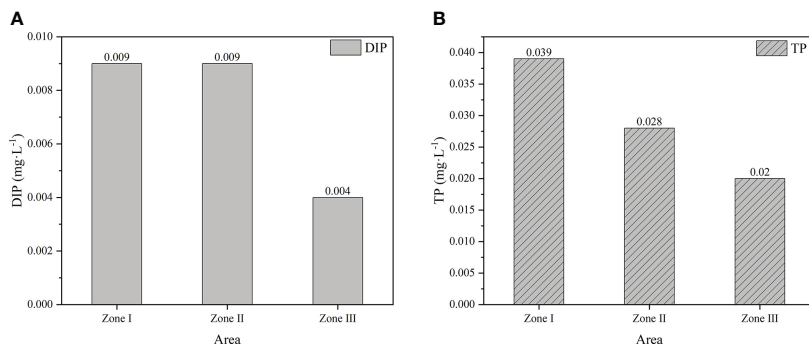 A
DIP
0.009
0.009
0.004
0.010
0.008
0.006
0.004
0.002
0.000
DIP (mg·L⁻¹)
Zone I
Zone II
Zone III
Area
B
TP
0.039
0.028
0.02
0.040
0.035
0.030
0.025
0.020
0.015
0.010
0.005
0.000
TP (mg·L⁻¹)
Zone I
Zone II
Zone III
Area